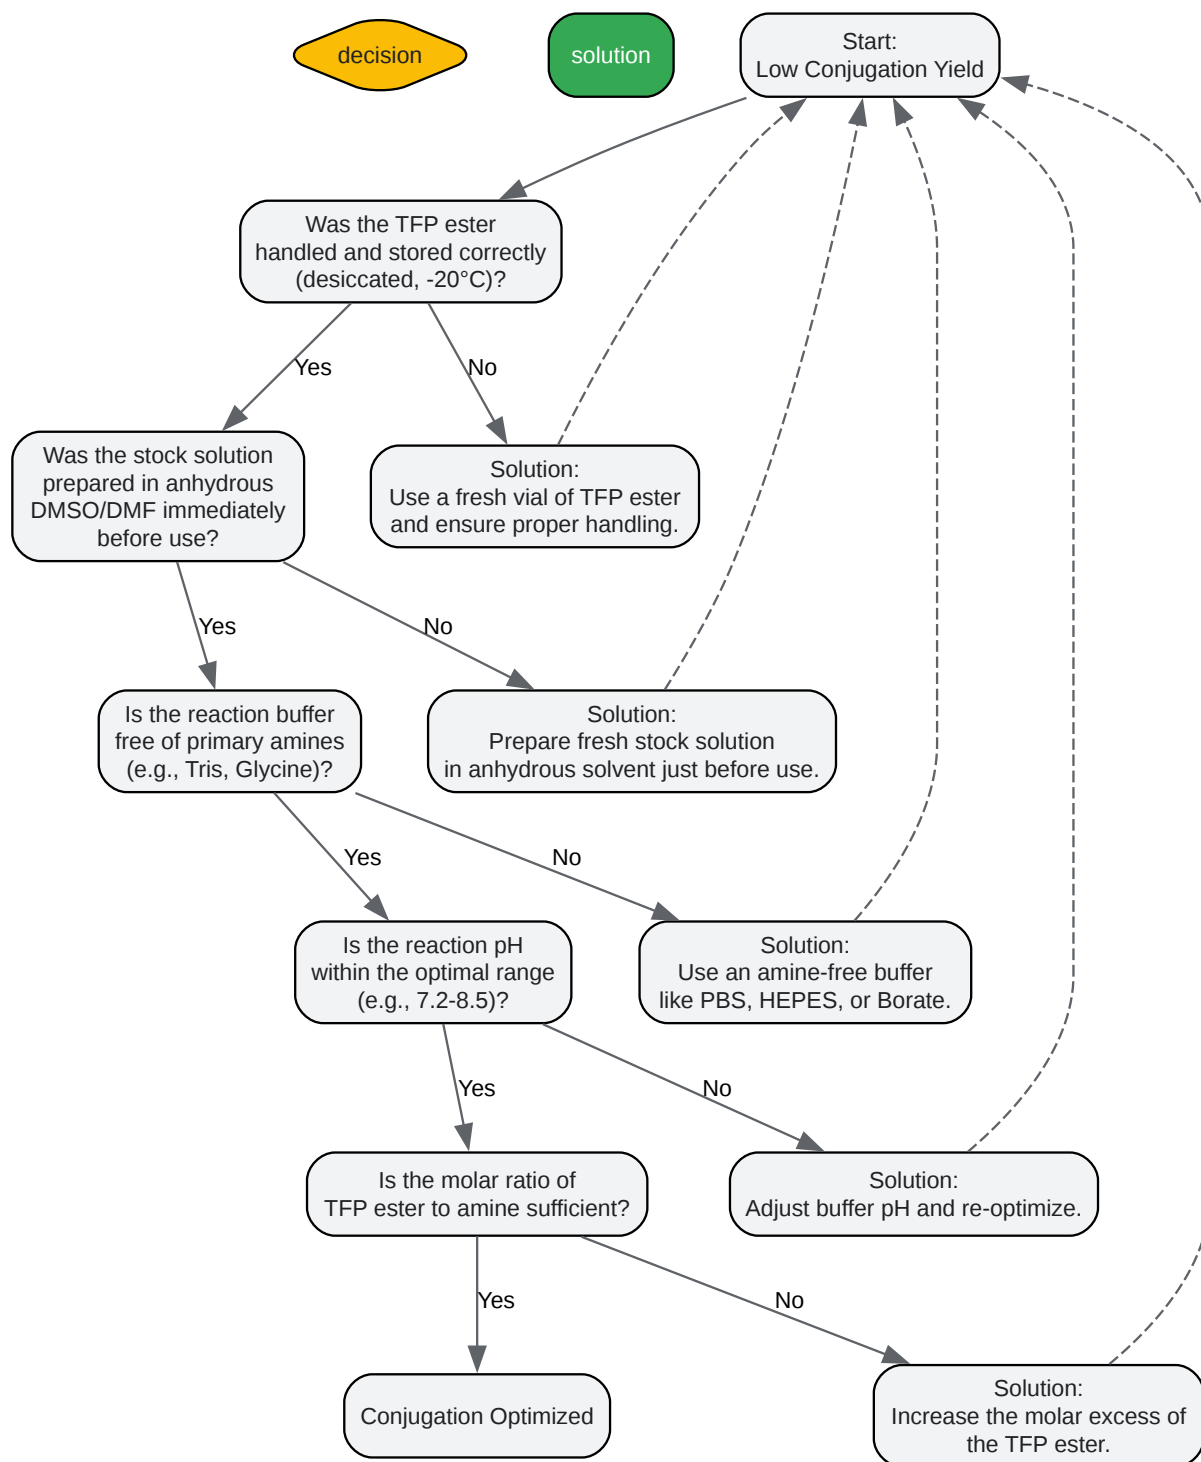 decision
solution
Start:
Low Conjugation Yield
Was the TFP ester
handled and stored correctly
(desiccated, -20°C)?
Yes
No
Was the stock solution
prepared in anhydrous
DMSO/DMF immediately
before use?
Solution:
Use a fresh vial of TFP ester
and ensure proper handling.
Yes
No
Is the reaction buffer
free of primary amines
(e.g., Tris, Glycine)?
Solution:
Prepare fresh stock solution
in anhydrous solvent just before use.
Yes
No
Is the reaction pH
within the optimal range
(e.g., 7.2-8.5)?
Solution:
Use an amine-free buffer
like PBS, HEPES, or Borate.
Yes
No
Is the molar ratio of
TFP ester to amine sufficient?
Solution:
Adjust buffer pH and re-optimize.
Yes
No
Conjugation Optimized
Solution:
Increase the molar excess of
the TFP ester.